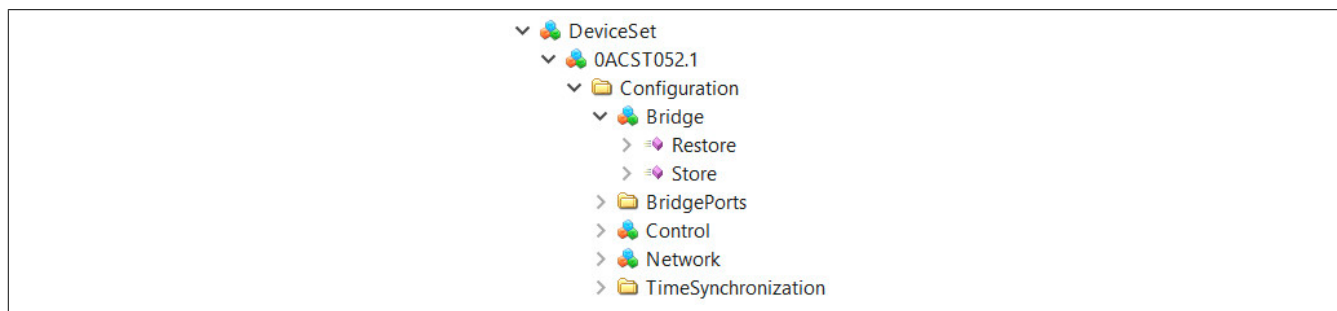 DeviceSet
0ACST052.1
Configuration
Bridge
Restore
Store
BridgePorts
Control
Network
TimeSynchronization